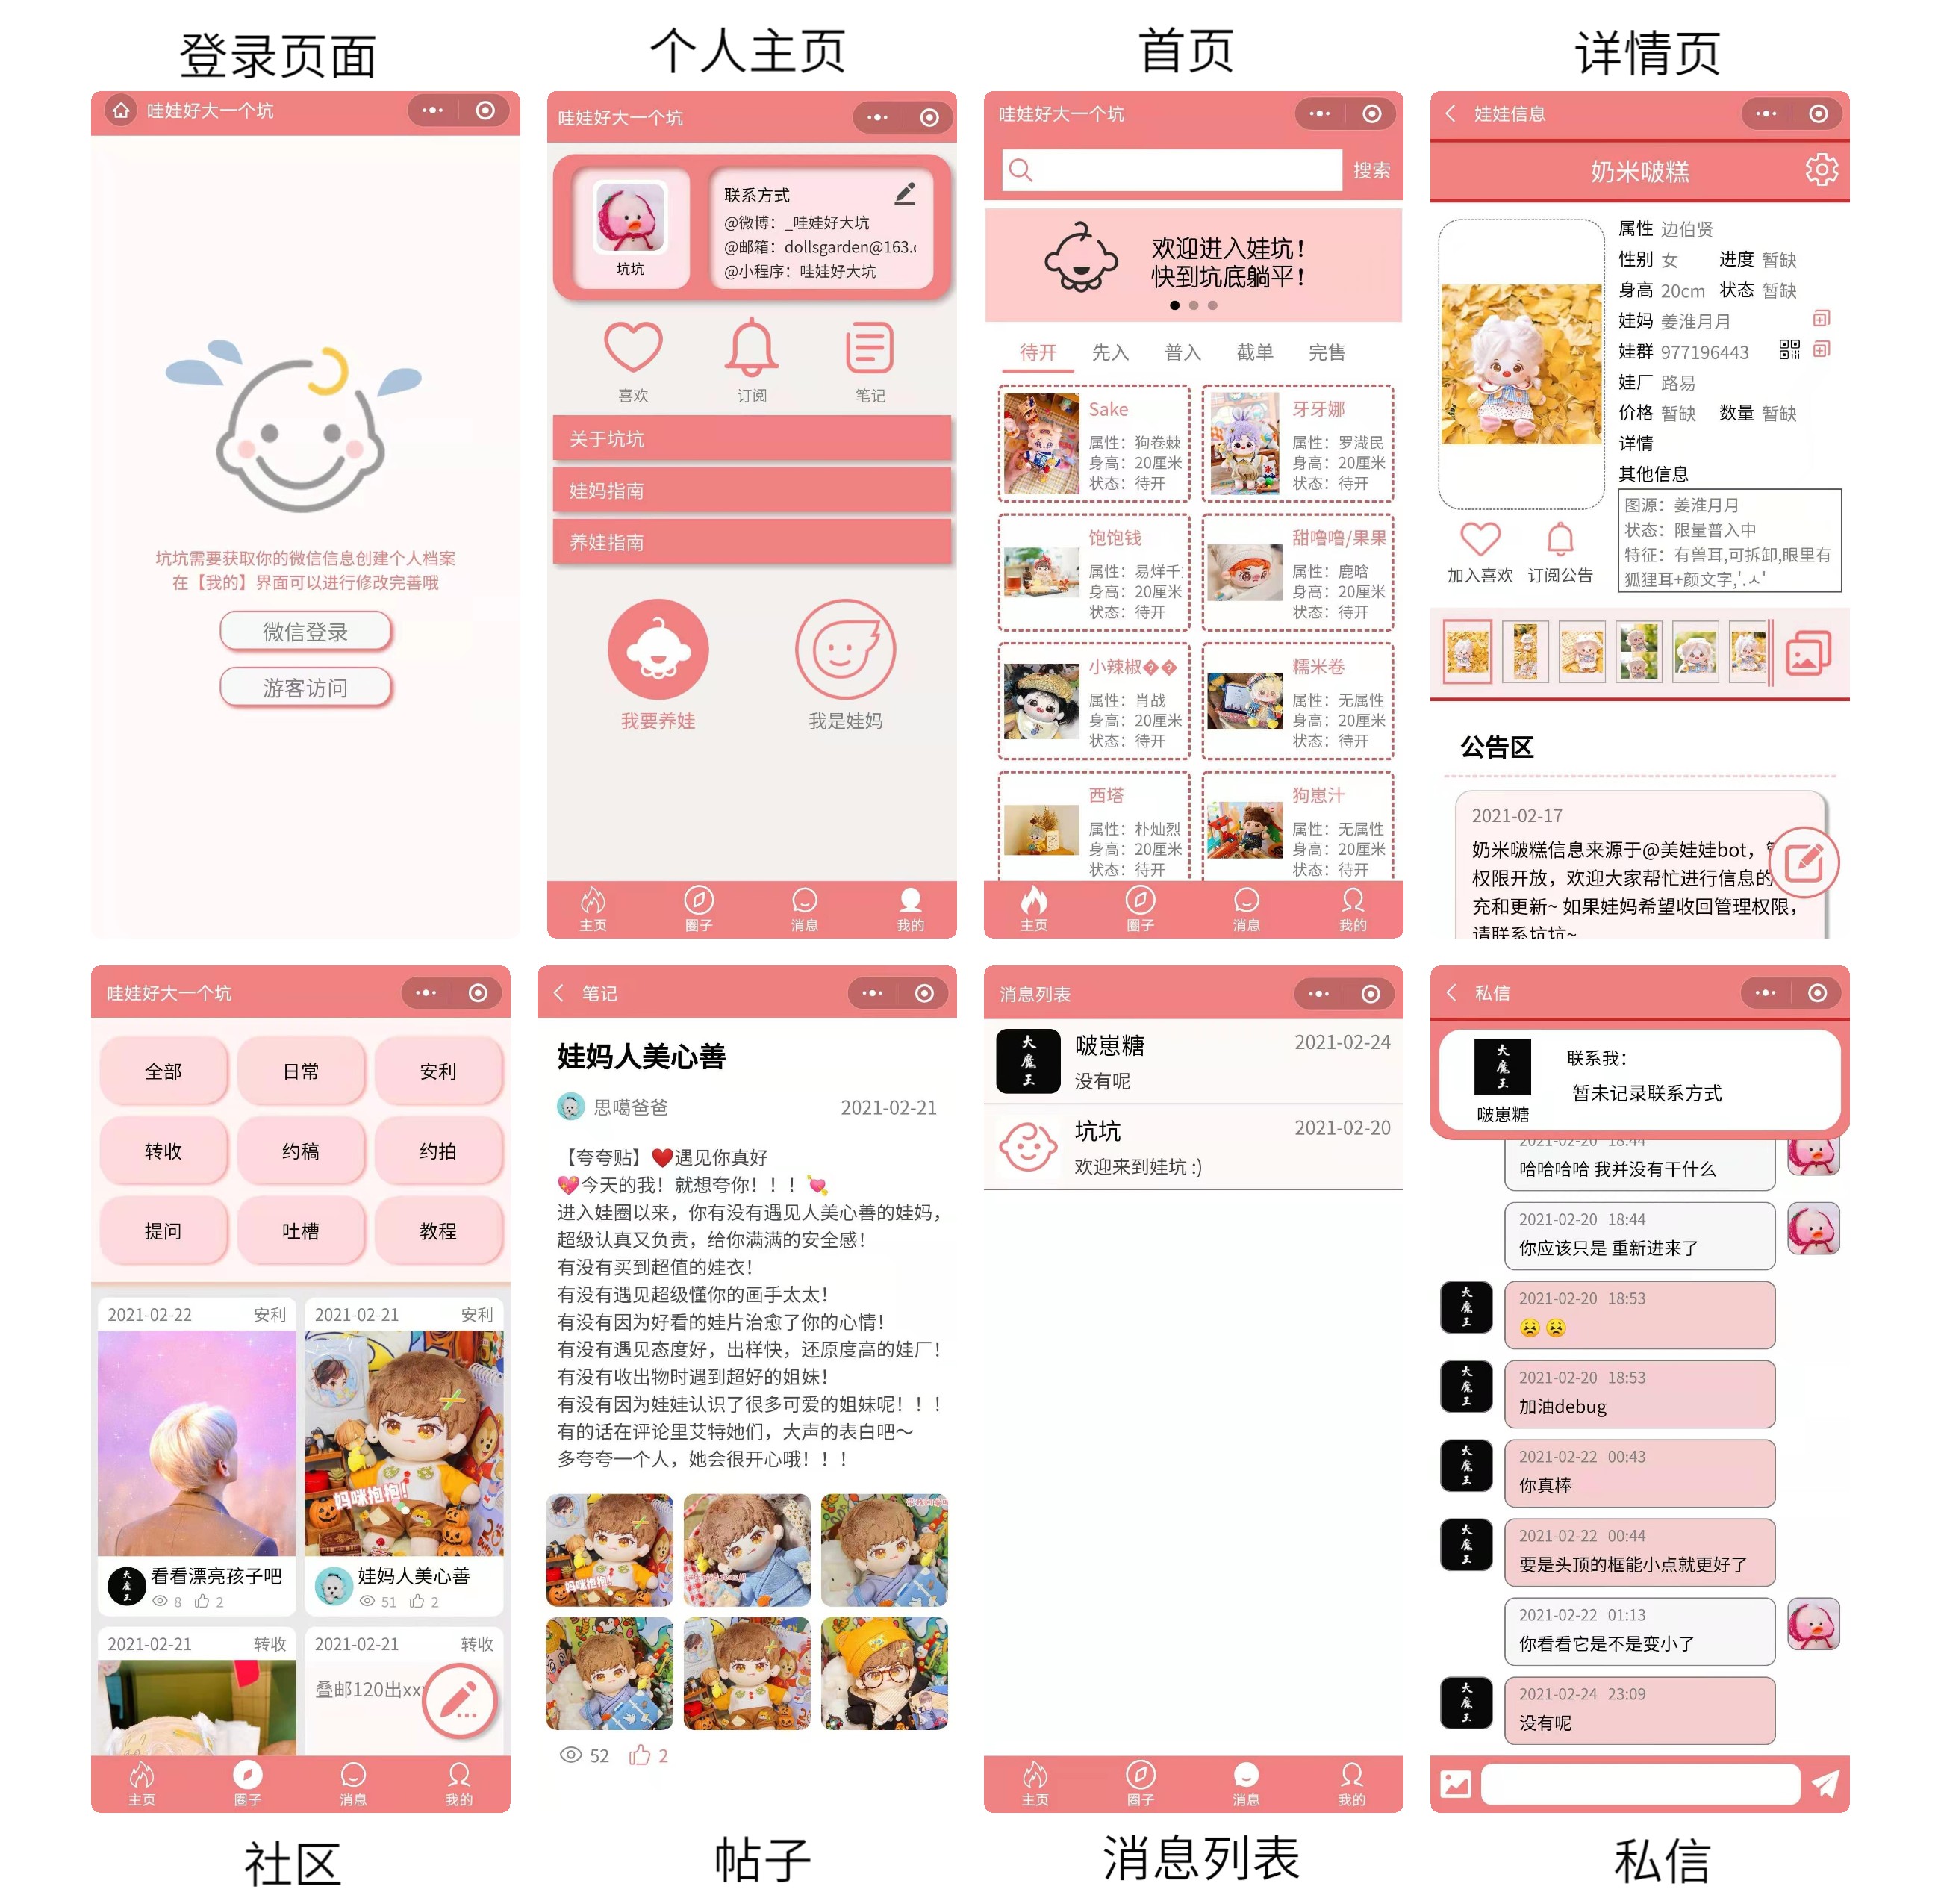 登录页面
个人主页
首页
详情页
哇娃好大一个坑
坑坑需要获取你的微信信息创建个人档案
在【我的】界面可以进行修改完善哦
微信登录
游客访问
哇娃好大一个坑
坑坑
联系方式
@微博：_哇娃好大坑
@邮箱：dollsgarden@163.
@小程序：哇娃好大坑
喜欢 订阅 笔记
关于坑坑
娃妈指南
养娃指南
我要养娃 我是娃妈
主页 圈子 消息 我的
哇娃好大一个坑
搜索
欢迎进入娃坑！
快到坑底躺平！
待开 先入 普入 截单 完售
Sake
属性：狗卷棘
身高：20厘米
状态：待开
牙牙娜
属性：罗渽民
身高：20厘米
状态：待开
饱饱钱
属性：易烊千
身高：20厘米
状态：待开
甜噜噜/果果
属性：鹿晗
身高：20厘米
状态：待开
小辣椒��
属性：肖战
身高：20厘米
状态：待开
糯米卷
属性：无属性
身高：20厘米
状态：待开
西塔
属性：朴灿烈
身高：20厘米
状态：待开
狗崽汁
属性：无属性
身高：20厘米
状态：待开
主页 圈子 消息 我的
娃娃信息
奶米啵糕
属性 边伯贤
性别 女 进度 暂缺
身高 20cm 状态 暂缺
娃妈 姜淮月月
娃群 977196443
娃厂 路易
价格 暂缺 数量 暂缺
详情
其他信息
图源：姜淮月月
状态：限量普入中
特征：有兽耳,可拆卸,眼里有
狐狸耳+颜文字,'.ㅅ'
加入喜欢 订阅公告
公告区
2021-02-17
奶米啵糕信息来源于@美娃娃bot，
权限开放，欢迎大家帮忙进行信息的
充和更新~ 如果娃妈希望收回管理权限，
请联系坑坑~
哇娃好大一个坑
全部 日常 安利
转收 约稿 约拍
提问 吐槽 教程
2021-02-22 安利
看看漂亮孩子吧
8 2
2021-02-21 安利
妈咪抱抱!
娃妈人美心善
51 2
2021-02-21 转收
2021-02-21 转收
叠邮120出xx
主页 圈子 消息 我的
笔记
娃妈人美心善
思噶爸爸 2021-02-21
【夸夸贴】❤️遇见你真好
💖今天的我！就想夸你！！！💘
进入娃圈以来，你有没有遇见人美心善的娃妈，
超级认真又负责，给你满满的安全感！
有没有买到超值的娃衣！
有没有遇见超级懂你的画手太太！
有没有因为好看的娃片治愈了你的心情！
有没有遇见态度好，出样快，还原度高的娃厂！
有没有收出物时遇到超好的姐妹！
有没有因为娃娃认识了很多可爱的姐妹呢！！！
有的话在评论里艾特她们，大声的表白吧～
多夸夸一个人，她会很开心哦！！！
妈咪抱抱!
52 2
消息列表
大魔王
啵崽糖 2021-02-24
没有呢
坑坑 2021-02-20
欢迎来到娃坑 :)
主页 圈子 消息 我的
私信
大魔王
啵崽糖
联系我：
暂未记录联系方式
2021-02-20 18:44
哈哈哈哈 我并没有干什么
2021-02-20 18:44
你应该只是 重新进来了
大魔王
2021-02-20 18:53
😣😣
大魔王
2021-02-20 18:53
加油debug
大魔王
2021-02-22 00:43
你真棒
大魔王
2021-02-22 00:44
要是头顶的框能小点就更好了
2021-02-22 01:13
你看看它是不是变小了
大魔王
2021-02-24 23:09
没有呢
社区
帖子
消息列表
私信